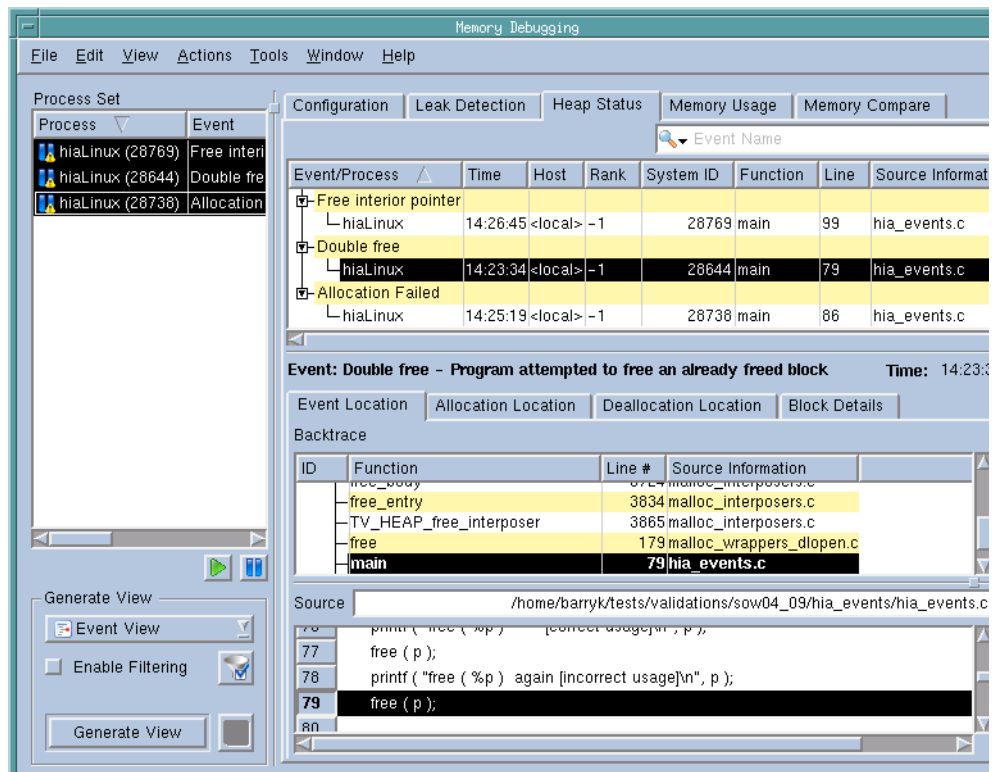 Memory Debugging
File Edit View Actions Tools Window Help
Process Set
Process Event
hiaLinux (28769) Free interi
hiaLinux (28644) Double fre
hiaLinux (28738) Allocation
Configuration Leak Detection Heap Status Memory Usage Memory Compare
Event Name
Event/Process Time Host Rank System ID Function Line Source Informat
Free interior pointer
hiaLinux 14:26:45 <local> -1 28769 main 99 hia_events.c
Double free
hiaLinux 14:23:34 <local> -1 28644 main 79 hia_events.c
Allocation Failed
hiaLinux 14:25:19 <local> -1 28738 main 86 hia_events.c
Event: Double free - Program attempted to free an already freed block Time: 14:23:3
Event Location Allocation Location Deallocation Location Block Details
Backtrace
ID Function Line # Source Information
free_body malloc_interposers.c
free_entry 3834 malloc_interposers.c
TV_HEAP_free_interposer 3865 malloc_interposers.c
free 179 malloc_wrappers_dlopen.c
main 79 hia_events.c
Source /home/barryk/tests/validations/sow04_09/hia_events/hia_events.c
printf ( "free ( %p ) [correct usage]\n", p );
77 free ( p );
78 printf ( "free ( %p ) again [incorrect usage]\n", p );
79 free ( p );
80
Generate View
Event View
Enable Filtering
Generate View